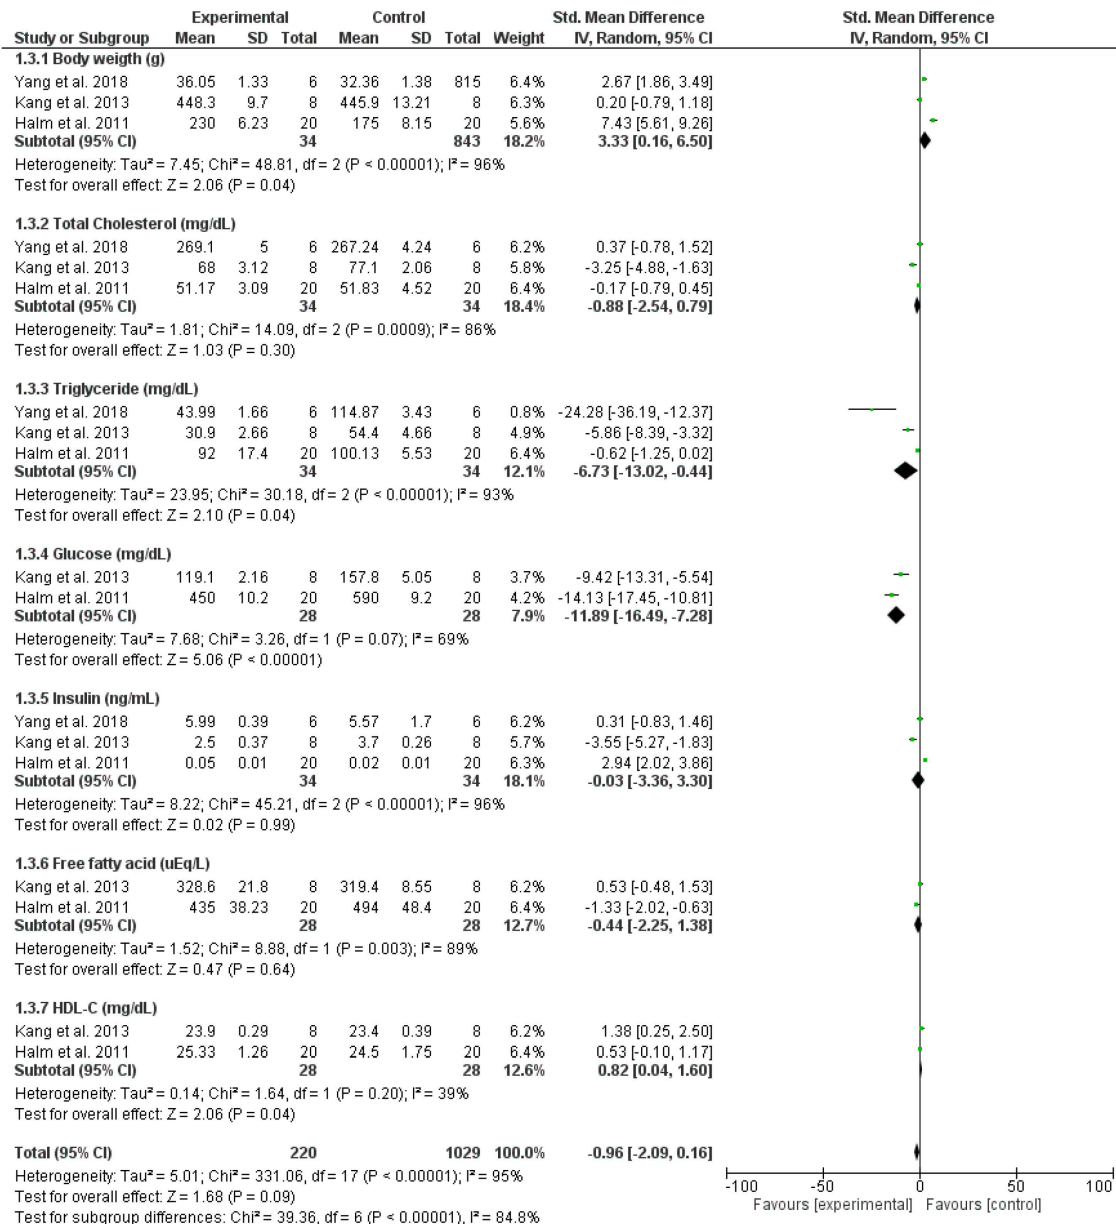 Experimental Control Std. Mean Difference Std. Mean Difference
Study or Subgroup Mean SD Total Mean SD Total Weight IV, Random, 95% CI IV, Random, 95% CI
1.3.1 Body weigth (g)
Yang et al. 2018 36.05 1.33 6 32.36 1.38 815 6.4% 2.67 [1.86, 3.49]
Kang et al. 2013 448.3 9.7 8 445.9 13.21 8 6.3% 0.20 [-0.79, 1.18]
Halm et al. 2011 230 6.23 20 175 8.15 20 5.6% 7.43 [5.61, 9.26]
Subtotal (95% CI) 34 843 18.2% 3.33 [0.16, 6.50]
Heterogeneity: Tau² = 7.45; Chi² = 48.81, df = 2 (P < 0.00001); I² = 96%
Test for overall effect: Z = 2.06 (P = 0.04)
1.3.2 Total Cholesterol (mg/dL)
Yang et al. 2018 269.1 5 6 267.24 4.24 6 6.2% 0.37 [-0.78, 1.52]
Kang et al. 2013 68 3.12 8 77.1 2.06 8 5.8% -3.25 [-4.88, -1.63]
Halm et al. 2011 51.17 3.09 20 51.83 4.52 20 6.4% -0.17 [-0.79, 0.45]
Subtotal (95% CI) 34 34 18.4% -0.88 [-2.54, 0.79]
Heterogeneity: Tau² = 1.81; Chi² = 14.09, df = 2 (P = 0.0009); I² = 86%
Test for overall effect: Z = 1.03 (P = 0.30)
1.3.3 Triglyceride (mg/dL)
Yang et al. 2018 43.99 1.66 6 114.87 3.43 6 0.8% -24.28 [-36.19, -12.37]
Kang et al. 2013 30.9 2.66 8 54.4 4.66 8 4.9% -5.86 [-8.39, -3.32]
Halm et al. 2011 92 17.4 20 100.13 5.53 20 6.4% -0.62 [-1.25, 0.02]
Subtotal (95% CI) 34 34 12.1% -6.73 [-13.02, -0.44]
Heterogeneity: Tau² = 23.95; Chi² = 30.18, df = 2 (P < 0.00001); I² = 93%
Test for overall effect: Z = 2.10 (P = 0.04)
1.3.4 Glucose (mg/dL)
Kang et al. 2013 119.1 2.16 8 157.8 5.05 8 3.7% -9.42 [-13.31, -5.54]
Halm et al. 2011 450 10.2 20 590 9.2 20 4.2% -14.13 [-17.45, -10.81]
Subtotal (95% CI) 28 28 7.9% -11.89 [-16.49, -7.28]
Heterogeneity: Tau² = 7.68; Chi² = 3.26, df = 1 (P = 0.07); I² = 69%
Test for overall effect: Z = 5.06 (P < 0.00001)
1.3.5 Insulin (ng/mL)
Yang et al. 2018 5.99 0.39 6 5.57 1.7 6 6.2% 0.31 [-0.83, 1.46]
Kang et al. 2013 2.5 0.37 8 3.7 0.26 8 5.7% -3.55 [-5.27, -1.83]
Halm et al. 2011 0.05 0.01 20 0.02 0.01 20 6.3% 2.94 [2.02, 3.86]
Subtotal (95% CI) 34 34 18.1% -0.03 [-3.36, 3.30]
Heterogeneity: Tau² = 8.22; Chi² = 45.21, df = 2 (P < 0.00001); I² = 96%
Test for overall effect: Z = 0.02 (P = 0.99)
1.3.6 Free fatty acid (uEq/L)
Kang et al. 2013 328.6 21.8 8 319.4 8.55 8 6.2% 0.53 [-0.48, 1.53]
Halm et al. 2011 435 38.23 20 494 48.4 20 6.4% -1.33 [-2.02, -0.63]
Subtotal (95% CI) 28 28 12.7% -0.44 [-2.25, 1.38]
Heterogeneity: Tau² = 1.52; Chi² = 8.88, df = 1 (P = 0.003); I² = 89%
Test for overall effect: Z = 0.47 (P = 0.64)
1.3.7 HDL-C (mg/dL)
Kang et al. 2013 23.9 0.29 8 23.4 0.39 8 6.2% 1.38 [0.25, 2.50]
Halm et al. 2011 25.33 1.26 20 24.5 1.75 20 6.4% 0.53 [-0.10, 1.17]
Subtotal (95% CI) 28 28 12.6% 0.82 [0.04, 1.60]
Heterogeneity: Tau² = 0.14; Chi² = 1.64, df = 1 (P = 0.20); I² = 39%
Test for overall effect: Z = 2.06 (P = 0.04)
Total (95% CI) 220 1029 100.0% -0.96 [-2.09, 0.16]
Heterogeneity: Tau² = 5.01; Chi² = 331.06, df = 17 (P < 0.00001); I² = 95%
Test for overall effect: Z = 1.68 (P = 0.09)
Test for subgroup differences: Chi² = 39.36, df = 6 (P < 0.00001), I² = 84.8%
-100 -50 0 50 100
Favours [experimental] Favours [control]